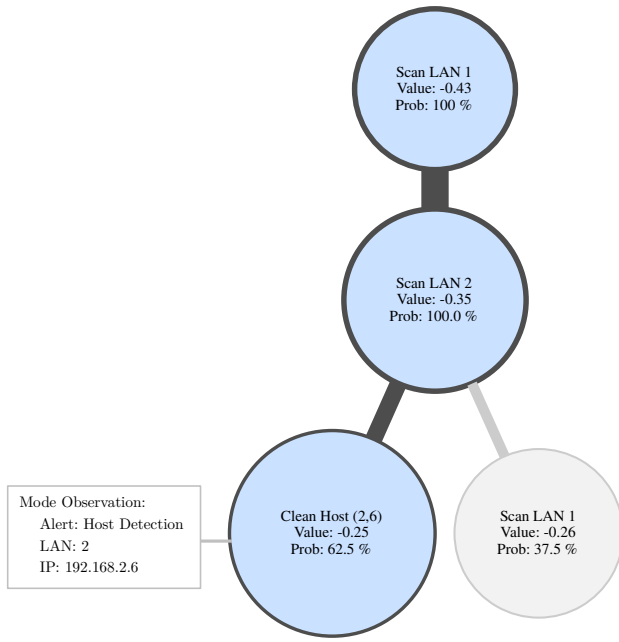 Scan LAN 1
Value: -0.43
Prob: 100 %
Scan LAN 2
Value: -0.35
Prob: 100.0 %
Mode Observation:
Alert: Host Detection
LAN: 2
IP: 192.168.2.6
Clean Host (2,6)
Value: -0.25
Prob: 62.5 %
Scan LAN 1
Value: -0.26
Prob: 37.5 %